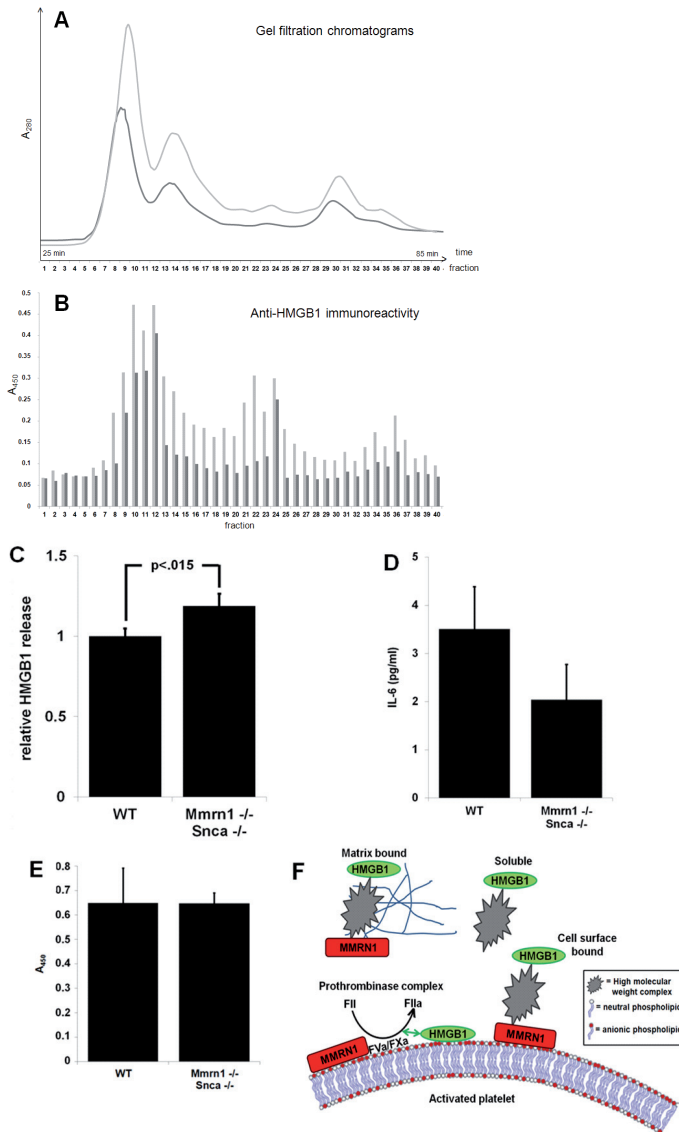 A
Gel filtration chromatograms
A280
25 min
85 min
time
1 2 3 4 5 6 7 8 9 10 11 12 13 14 15 16 17 18 19 20 21 22 23 24 25 26 27 28 29 30 31 32 33 34 35 36 37 38 39 40
fraction
B
Anti-HMGB1 immunoreactivity
A450
0.5
0.45
0.4
0.35
0.3
0.25
0.2
0.15
0.1
0.05
0
1 2 3 4 5 6 7 8 9 10 11 12 13 14 15 16 17 18 19 20 21 22 23 24 25 26 27 28 29 30 31 32 33 34 35 36 37 38 39 40
fraction
C
relative HMGB1 release
1.5
1
0.5
0
p<.015
WT
Mmrn1 -/-
Snca -/-
D
IL-6 (pg/ml)
5
4
3
2
1
0
WT
Mmrn1 -/-
Snca -/-
E
A450
0.8
0.7
0.6
0.5
0.4
0.3
0.2
0.1
0
WT
Mmrn1 -/-
Snca -/-
F
Matrix bound
HMGB1
MMRN1
Soluble
HMGB1
Cell surface
bound
HMGB1
MMRN1
Prothrombinase complex
FII
FIIa
FVa/FXa
MMRN1
HMGB1
Activated platelet
= High molecular
weight complex
= neutral phospholipid
= anionic phospholipid